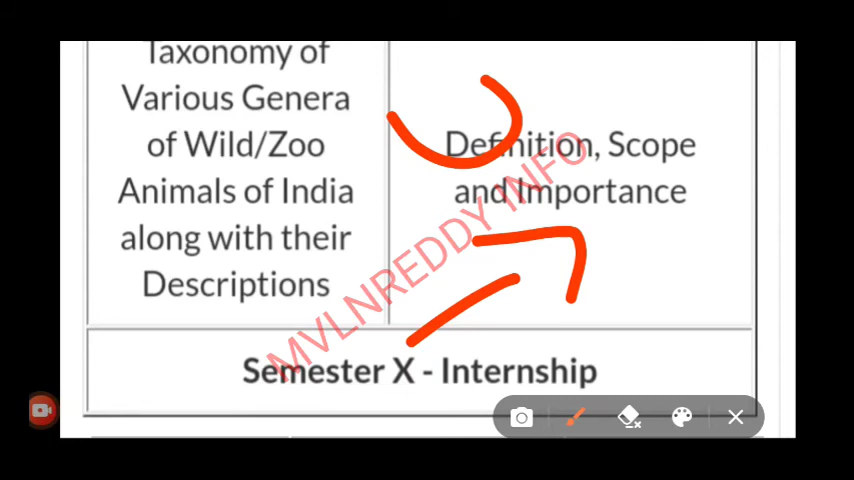 Taxonomy of
Various Genera
of Wild/Zoo
Animals of India
along with their
Descriptions
Definition, Scope
and Importance
MVLNREDDY INFO
Semester X - Internship